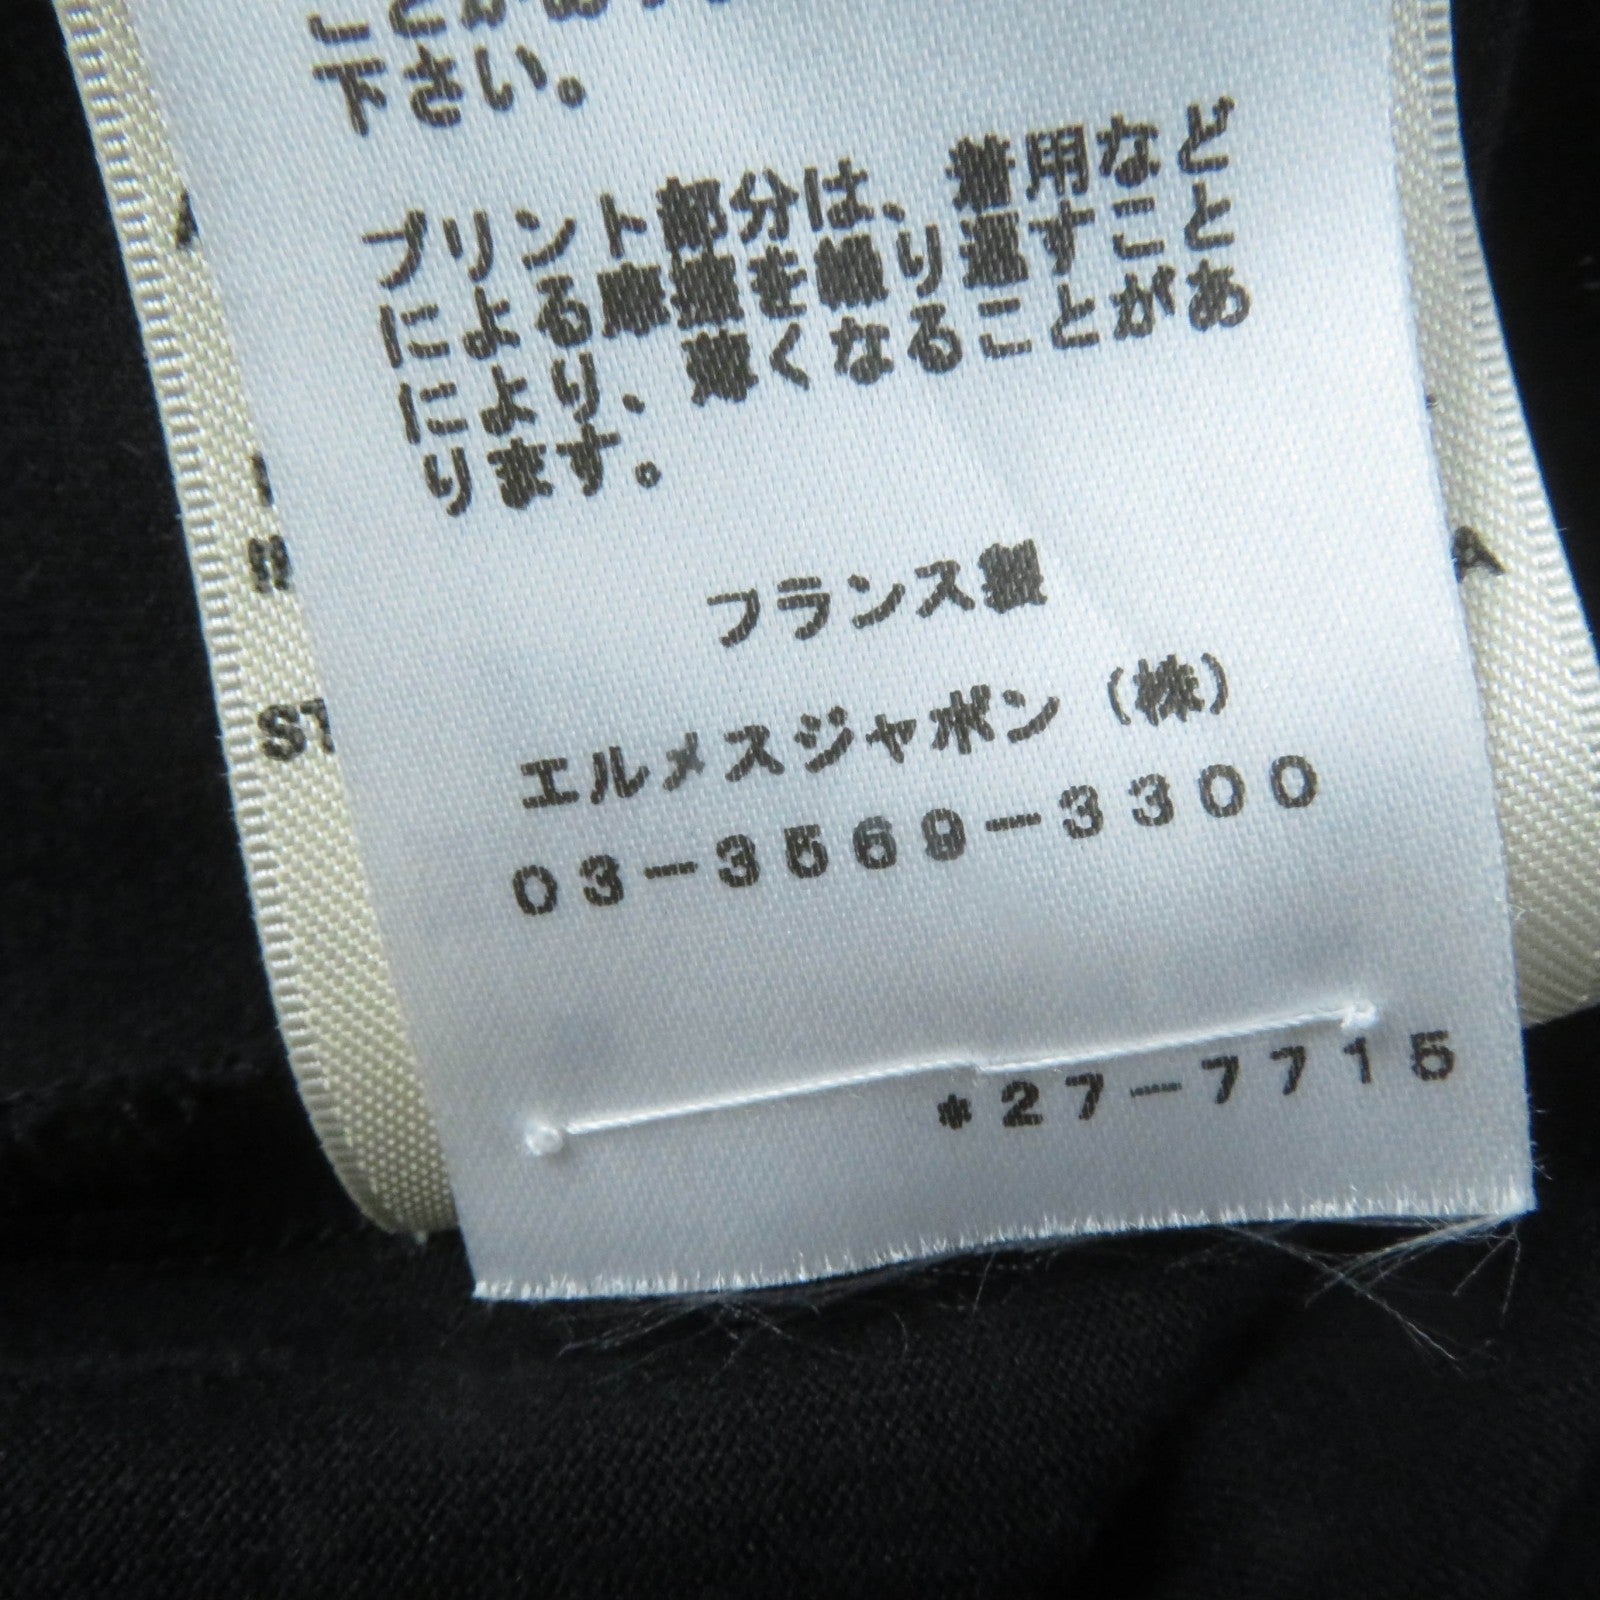 下さい。
プリント部分は、着用など
による摩擦を繰り返すこと
により、薄くなることがあ
ります。
フランス製
エルメスジャポン（株）
03-3569-3300
*27-7715
ST
A